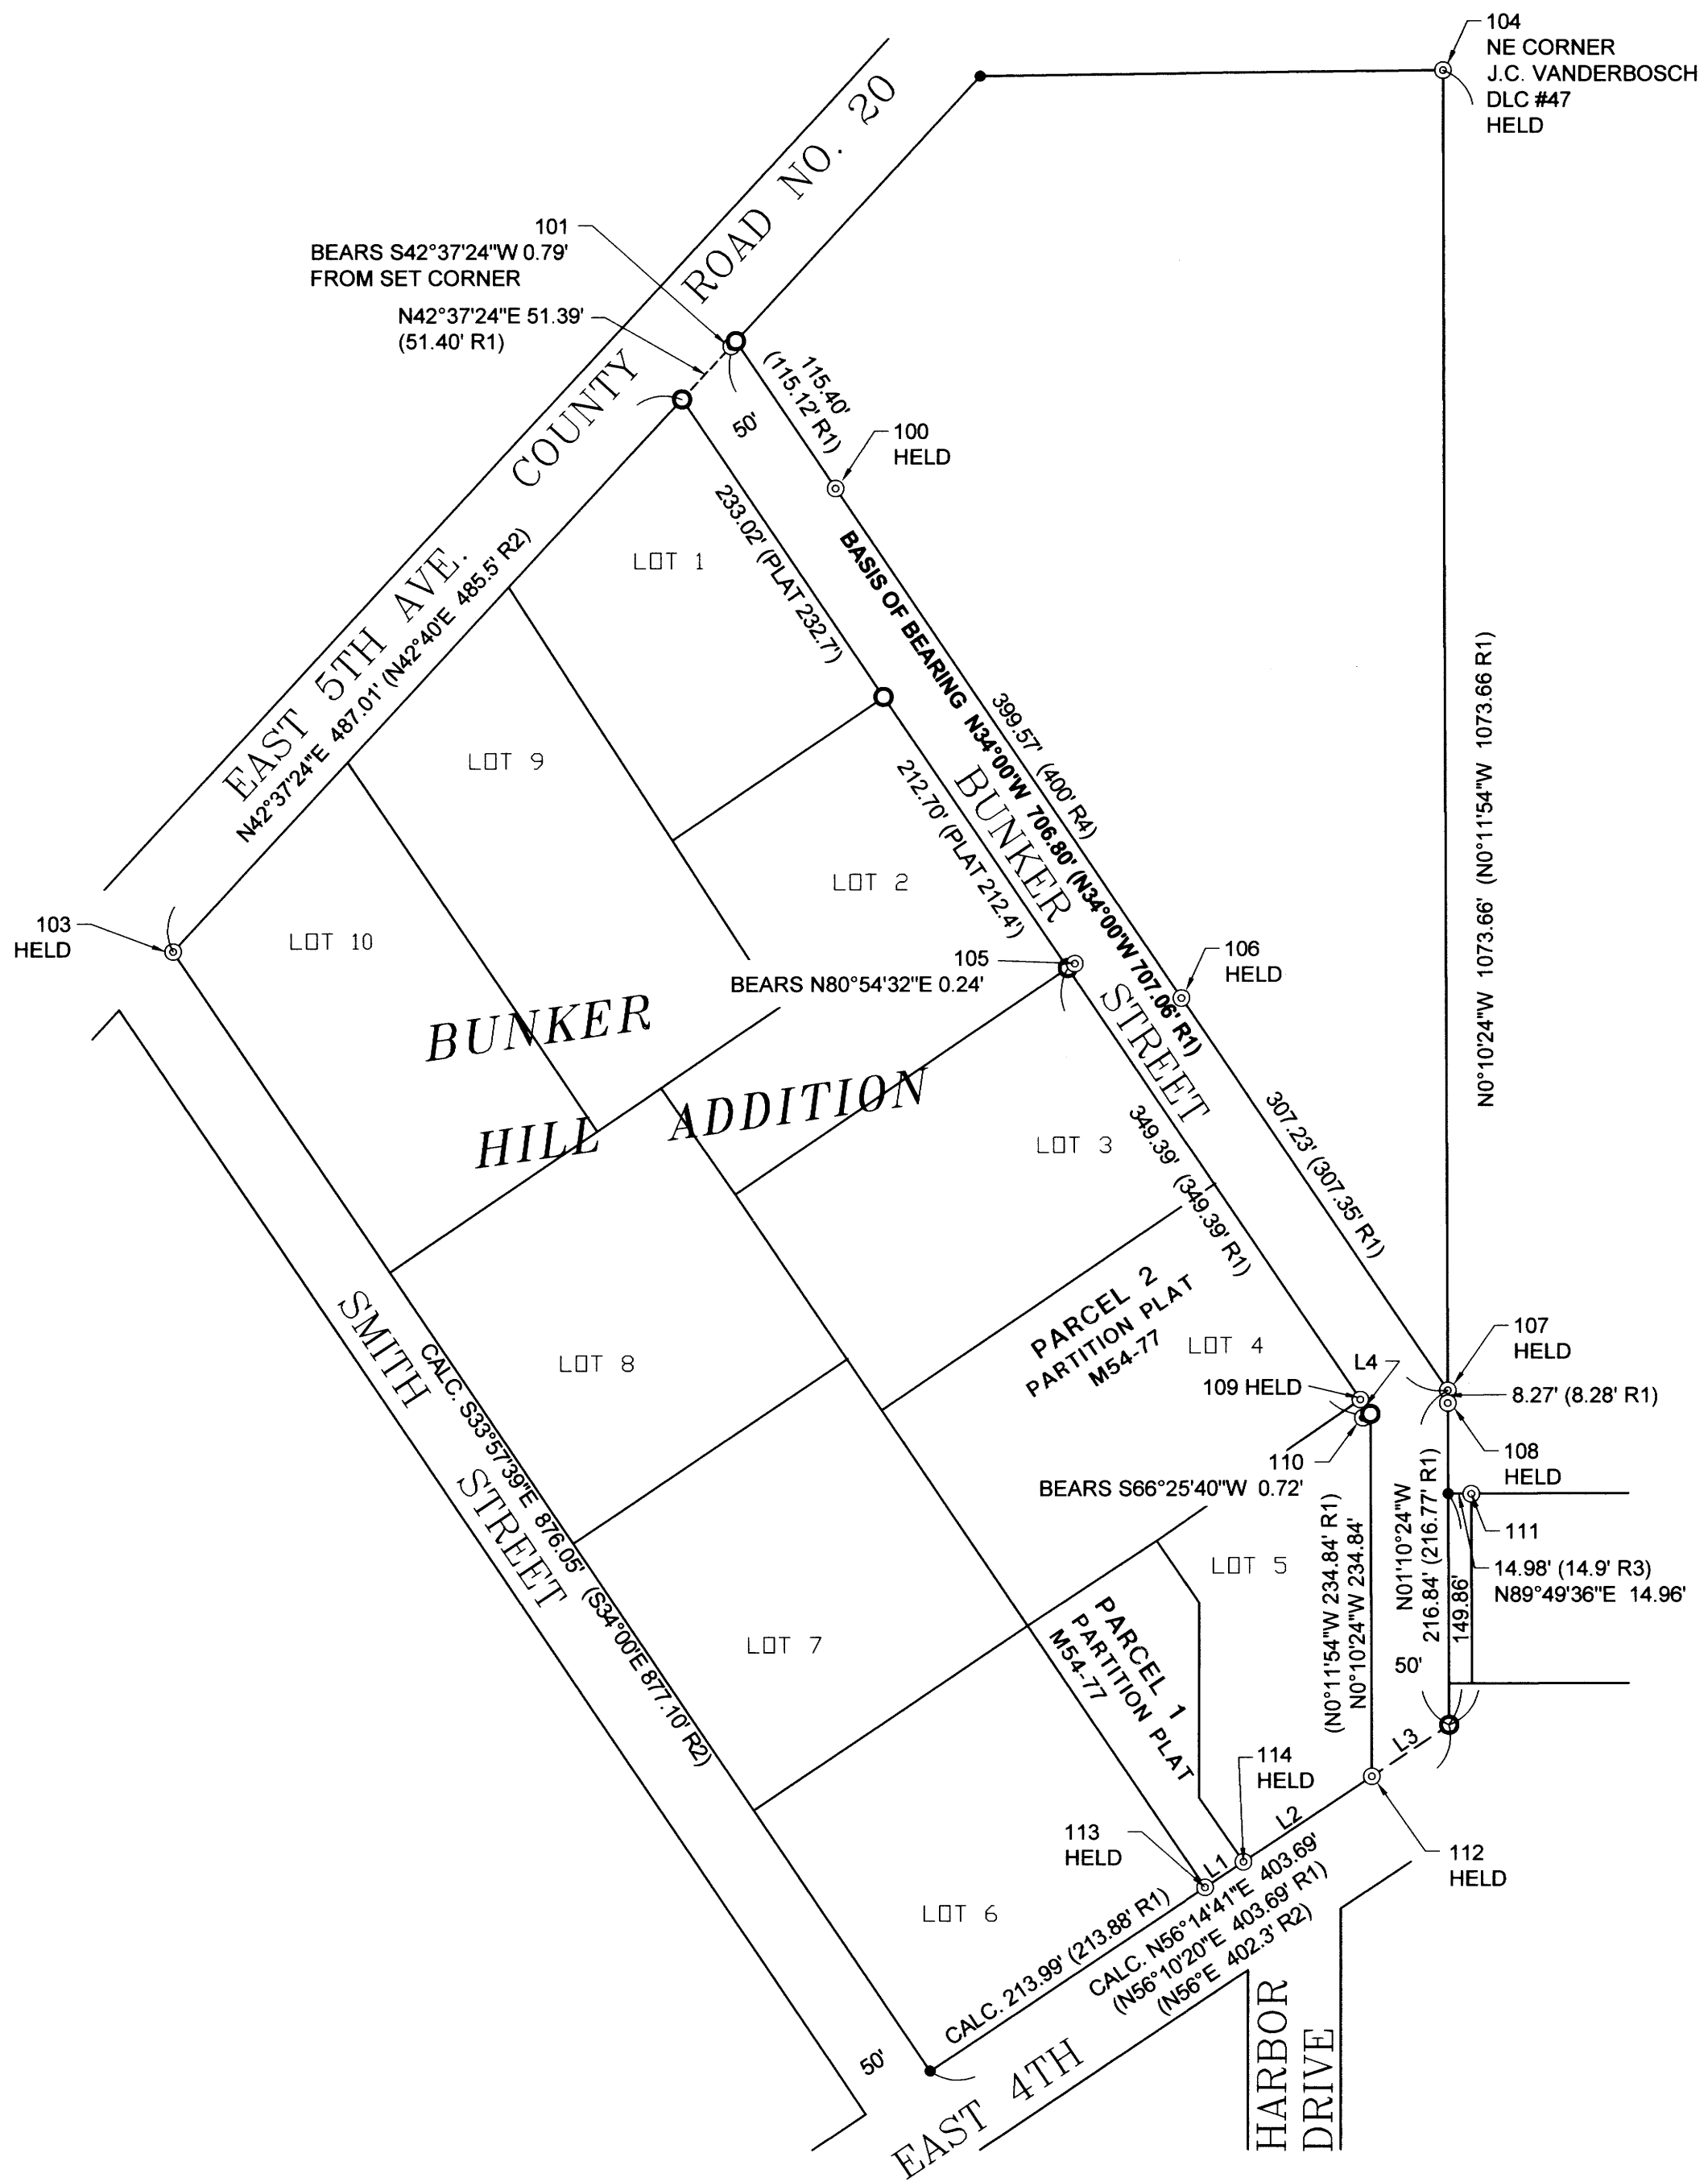 104
NE CORNER
J.C. VANDERBOSCH
DLC #47
HELD
101
BEARS S42°37'24"W 0.79'
FROM SET CORNER
N42°37'24"E 51.39'
(51.40' R1)
EAST 5TH AVE. COUNTY ROAD NO. 20
N42°37'24"E 487.01' (N42°40'E 485.5' R2)
115.40'
(115.12' R1)
50'
100
HELD
233.02' (PLAT 232.7')
LOT 1
BASIS OF BEARING N34°00'W 706.80' (N34°00'W 707.06' R1)
399.57' (400' R4)
N0°10'24"W 1073.66' (N0°11'54"W 1073.66 R1)
LOT 9
212.70' (PLAT 212.4')
BUNKER STREET
LOT 2
103
HELD
LOT 10
105
BEARS N80°54'32"E 0.24'
106
HELD
BUNKER
HILL ADDITION
LOT 3
349.39' (349.39' R1)
307.23' (307.35' R1)
PARCEL 2
PARTITION PLAT
M54-77
LOT 4
L4
109 HELD
107
HELD
8.27' (8.28' R1)
LOT 8
SMITH STREET
CALC. S33°57'39"E 876.05' (S34°00'E 877.10' R2)
110
BEARS S66°25'40"W 0.72'
108
HELD
111
14.98' (14.9' R3)
N89°49'36"E 14.96'
LOT 5
(N0°11'54"W 234.84' R1)
N0°10'24"W 234.84'
N01°10°24"W
216.84' (216.77' R1)
149.86'
50'
LOT 7
PARCEL 1
PARTITION PLAT
M54-77
L3
114
HELD
L2
113
HELD
L1
112
HELD
LOT 6
CALC. 213.99' (213.88' R1)
CALC. N56°14'41"E 403.69'
(N56°10'20"E 403.69' R1)
(N56°E 402.3' R2)
50'
EAST 4TH
HARBOR
DRIVE